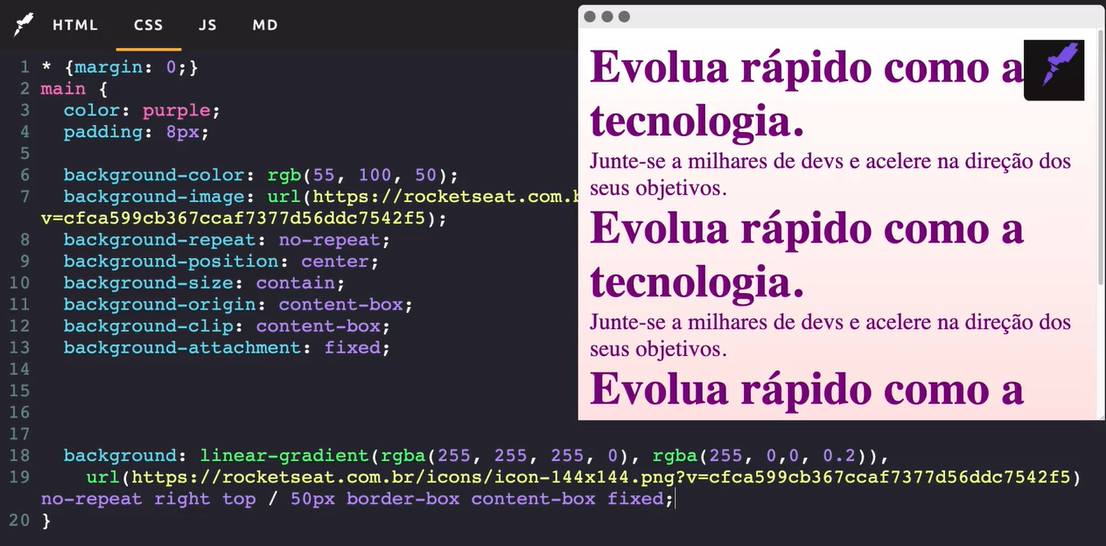 HTML CSS JS MD
1 * {margin: 0;}
2 main {
3 color: purple;
4 padding: 8px;
5
6 background-color: rgb(55, 100, 50);
7 background-image: url(https://rocketseat.com.b
v=cfca599cb367ccaf7377d56ddc7542f5);
8 background-repeat: no-repeat;
9 background-position: center;
10 background-size: contain;
11 background-origin: content-box;
12 background-clip: content-box;
13 background-attachment: fixed;
14
15
16
17
18 background: linear-gradient(rgba(255, 255, 255, 0), rgba(255, 0,0, 0.2)),
19 url(https://rocketseat.com.br/icons/icon-144x144.png?v=cfca599cb367ccaf7377d56ddc7542f5)
no-repeat right top / 50px border-box content-box fixed;
20 }
Evolua rápido como a
tecnologia.
Junte-se a milhares de devs e acelere na direção dos
seus objetivos.
Evolua rápido como a
tecnologia.
Junte-se a milhares de devs e acelere na direção dos
seus objetivos.
Evolua rápido como a